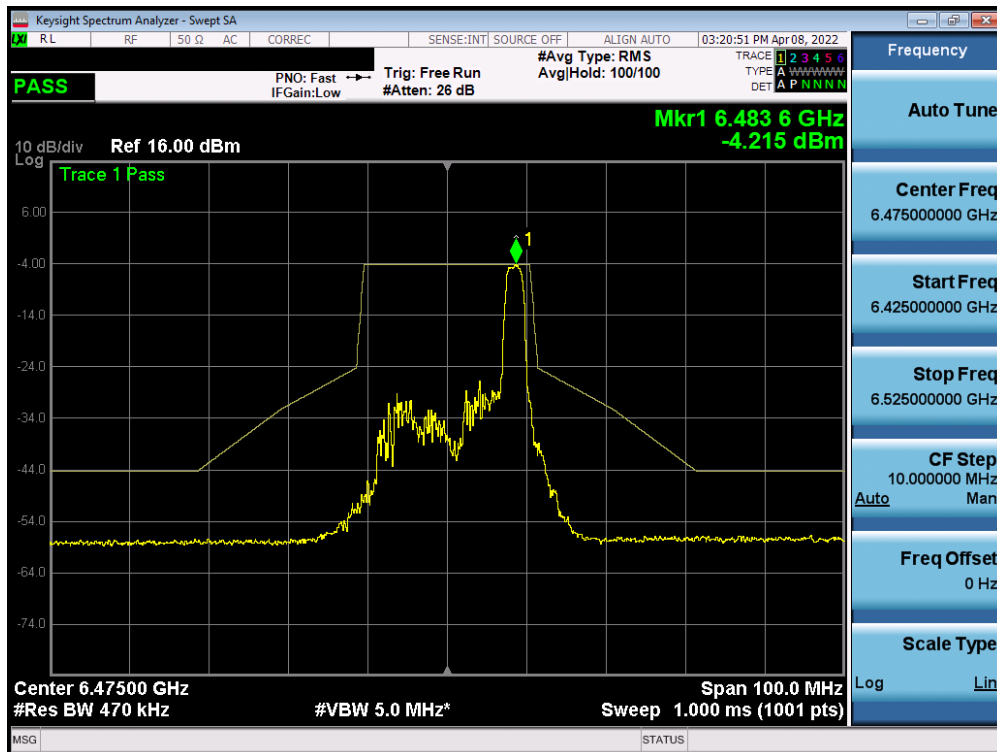 Keysight Spectrum Analyzer - Swept SA
LXI RL RF 50 Ω AC CORREC SENSE:INT SOURCE OFF ALIGN AUTO 03:20:51 PM Apr 08, 2022
PASS
PNO: Fast
IFGain:Low
Trig: Free Run
#Atten: 26 dB
#Avg Type: RMS
Avg|Hold: 100/100
TRACE 1 2 3 4 5 6
TYPE A WWWWW
DET A P N N N N
Mkr1 6.483 6 GHz
-4.215 dBm
10 dB/div Ref 16.00 dBm
Log
Trace 1 Pass
1
6.00
-4.00
-14.0
-24.0
-34.0
-44.0
-54.0
-64.0
-74.0
Center 6.47500 GHz Span 100.0 MHz
#Res BW 470 kHz #VBW 5.0 MHz* Sweep 1.000 ms (1001 pts)
MSG STATUS
Frequency
Auto Tune
Center Freq
6.475000000 GHz
Start Freq
6.425000000 GHz
Stop Freq
6.525000000 GHz
CF Step
10.000000 MHz
Auto Man
Freq Offset
0 Hz
Scale Type
Log Lin